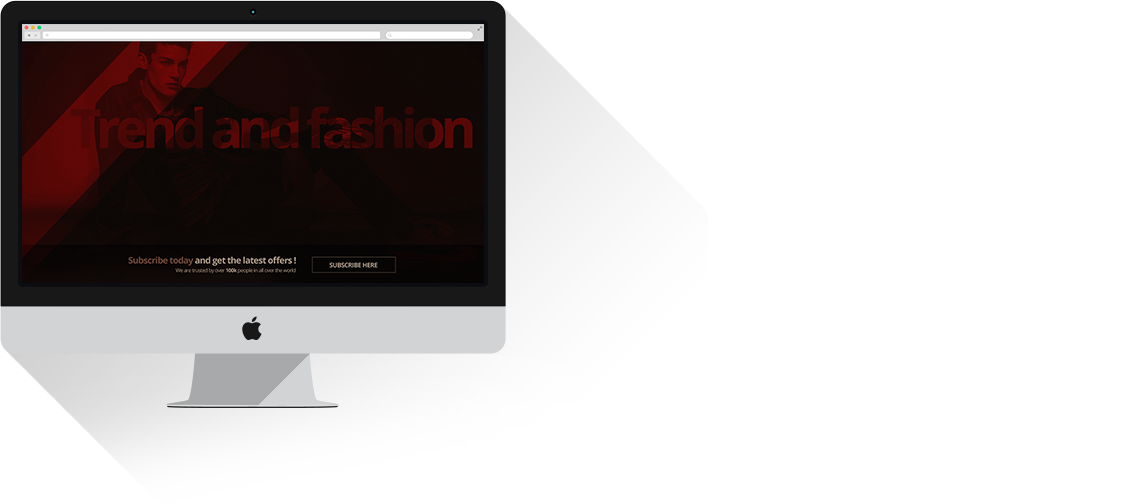 Trend and fashion
Subscribe today and get the latest offers !
We are trusted by over 100k people in all over the world
SUBSCRIBE HERE